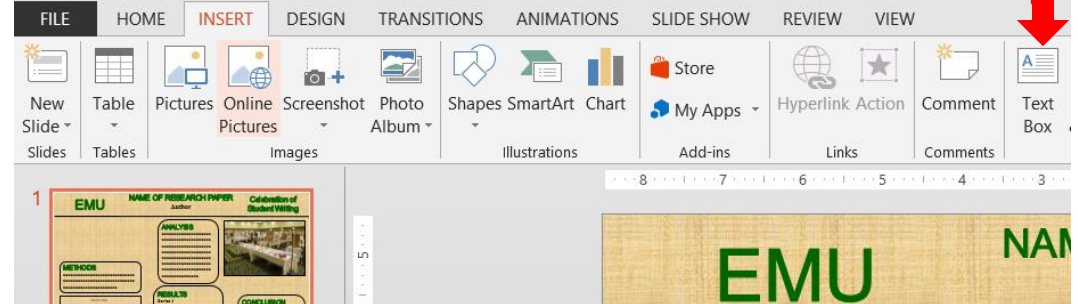 FILE HOME INSERT DESIGN TRANSITIONS ANIMATIONS SLIDE SHOW REVIEW VIEW
New Slide
Table
Pictures
Online Pictures
Screenshot
Photo Album
Shapes
SmartArt
Chart
Store
My Apps
Hyperlink
Action
Comment
A
Text Box
Slides Tables Images Illustrations Add-ins Links Comments
8 7 6 5 4 3
5
1
EMU
NAME OF RESEARCH PAPER
Author
Celebration of
Student Writing
ANALYSIS
METHODS
RESULTS
CONCLUSION
EMU
NAM